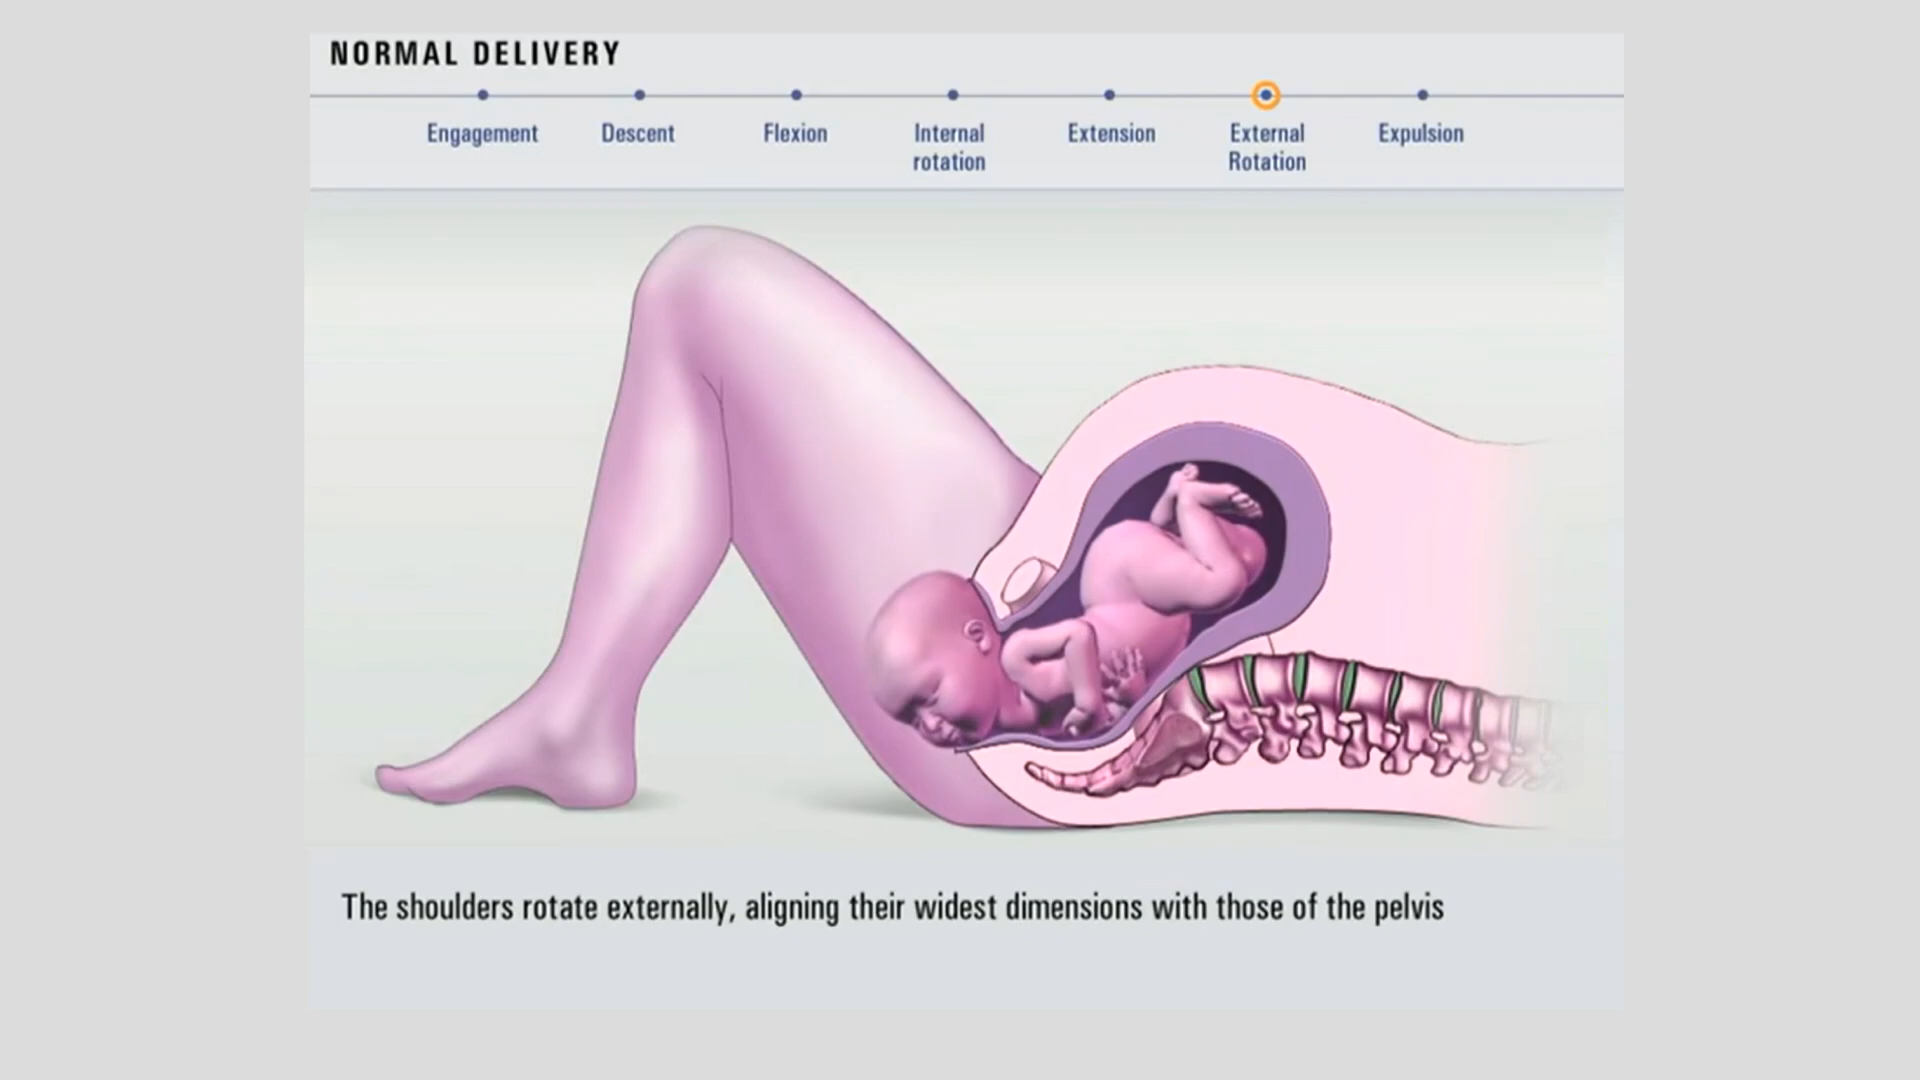 NORMAL DELIVERY
Engagement
Descent
Flexion
Internal
rotation
Extension
External
Rotation
Expulsion
The shoulders rotate externally, aligning their widest dimensions with those of the pelvis